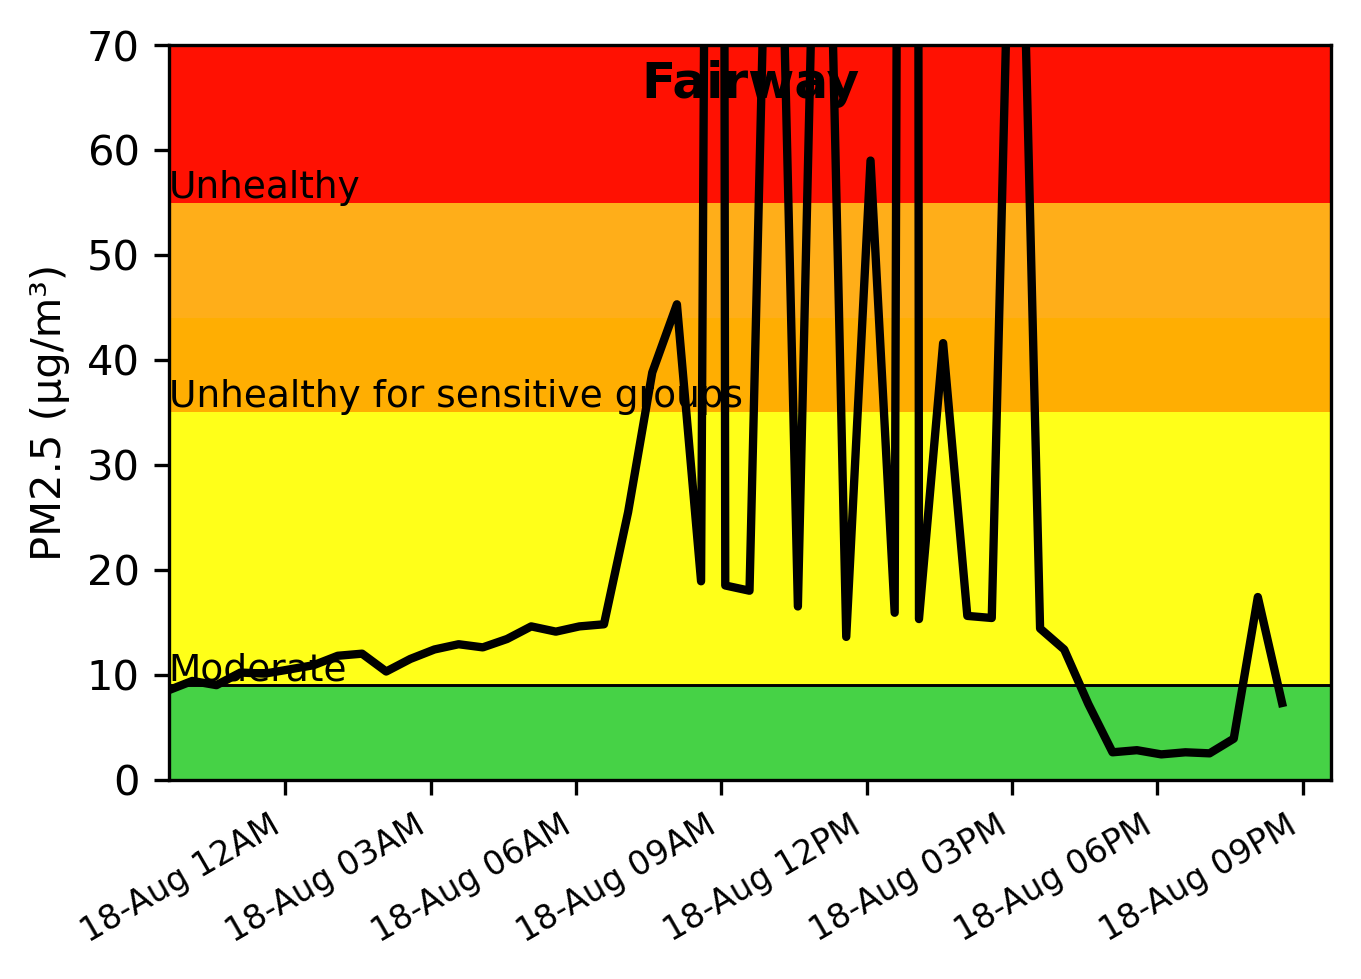 Fairway
70
60
50
40
30
20
10
0
PM2.5 (μg/m³)
Unhealthy
Unhealthy for sensitive groups
Moderate
18-Aug 12AM
18-Aug 03AM
18-Aug 06AM
18-Aug 09AM
18-Aug 12PM
18-Aug 03PM
18-Aug 06PM
18-Aug 09PM